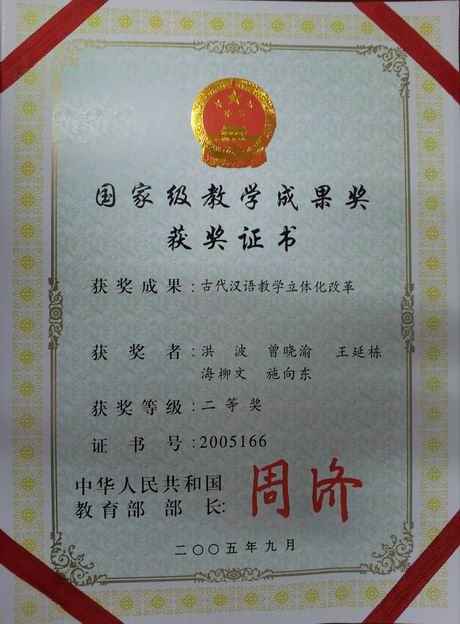 国家级教学成果奖
获奖证书
获奖成果:古代汉语教学立体化改革
获奖者:洪波 曾晓渝 王延栋
海柳文 施向东
获奖等级:二等奖
证书号:2005166
中华人民共和国
教育部部长:周济
二〇〇五年九月